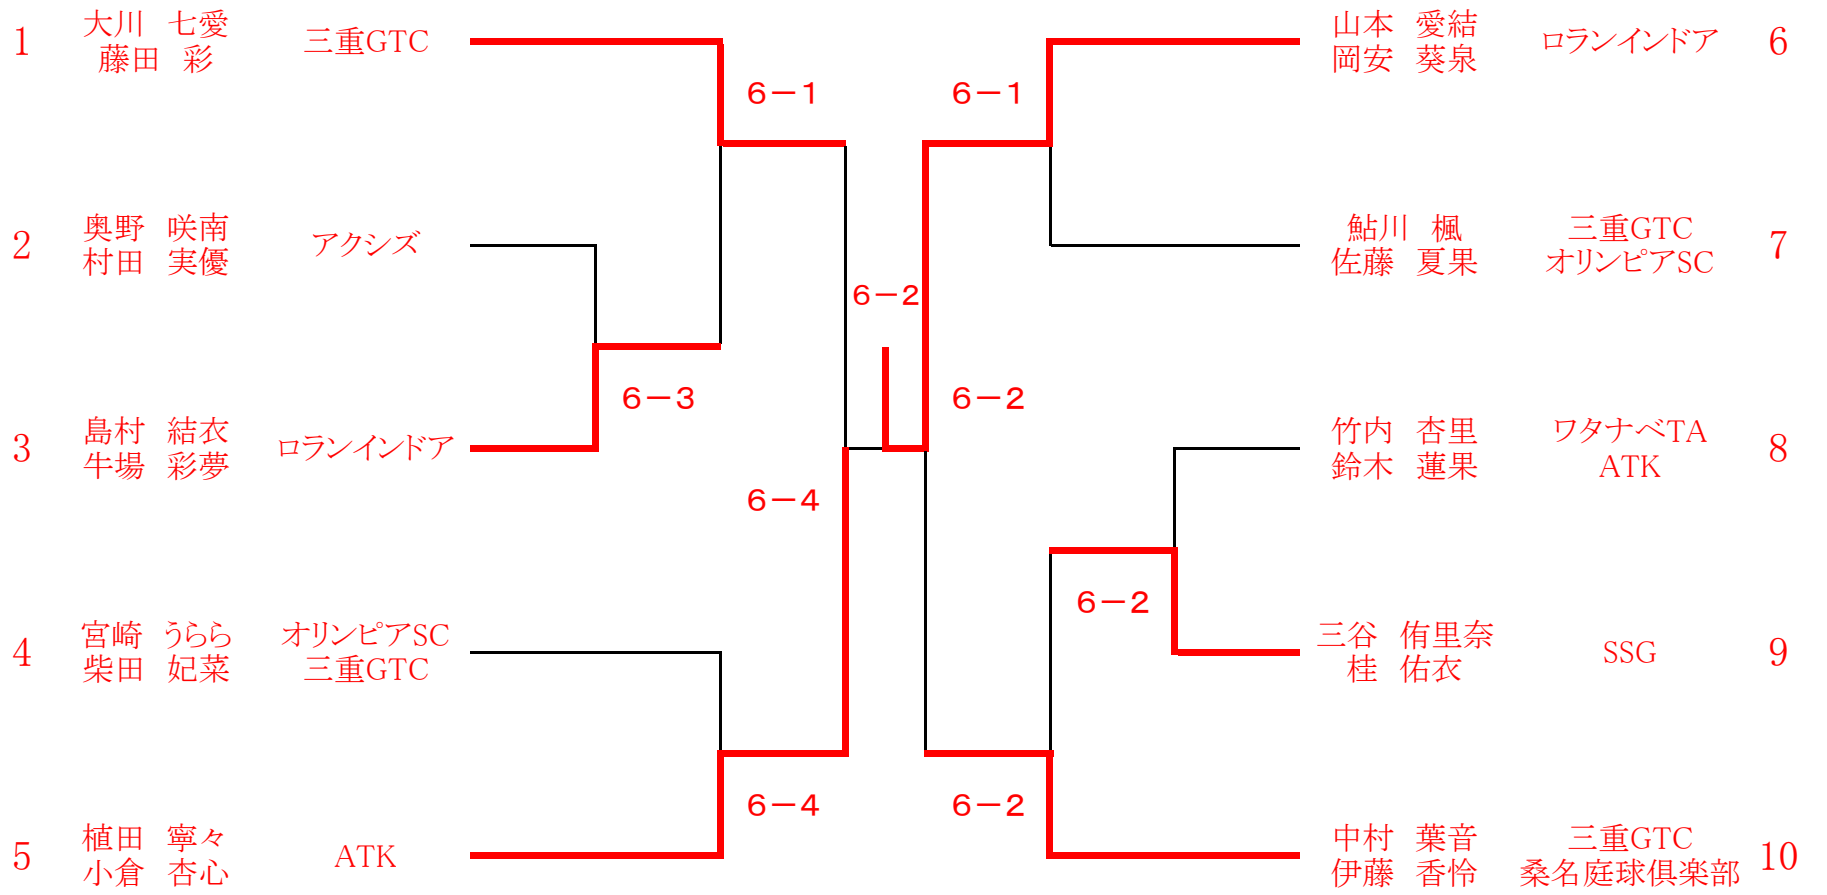 1
大川　七愛
藤田　彩
三重GTC
2
奥野　咲南
村田　実優
アクシズ
3
島村　結衣
牛場　彩夢
ロランインドア
4
宮崎　うらら
柴田　妃菜
オリンピアSC
三重GTC
5
植田　寧々
小倉　杏心
ATK
6－1
6－3
6－4
6－4
6－2
6－1
6－2
6－2
6－2
山本　愛結
岡安　葵泉
ロランインドア
6
鮎川　楓
佐藤　夏果
三重GTC
オリンピアSC
7
竹内　杏里
鈴木　蓮果
ワタナベTA
ATK
8
三谷　侑里奈
桂　佑衣
SSG
9
中村　葉音
伊藤　香怜
三重GTC
桑名庭球倶楽部
10